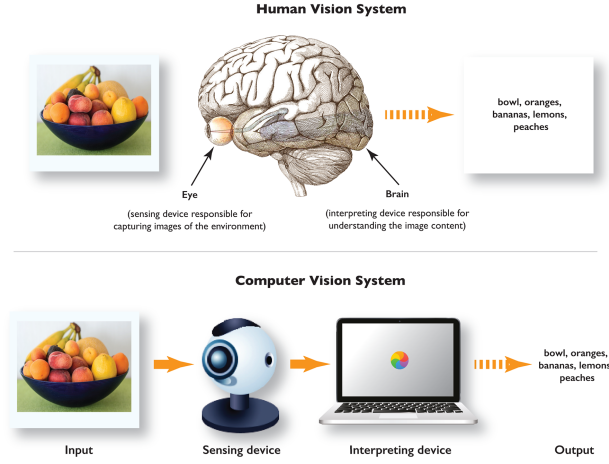 Human Vision System
bowl, oranges,
bananas, lemons,
peaches
Eye
(sensing device responsible for
capturing images of the environment)
Brain
(interpreting device responsible for
understanding the image content)
Computer Vision System
bowl, oranges,
bananas, lemons,
peaches
Input
Sensing device
Interpreting device
Output